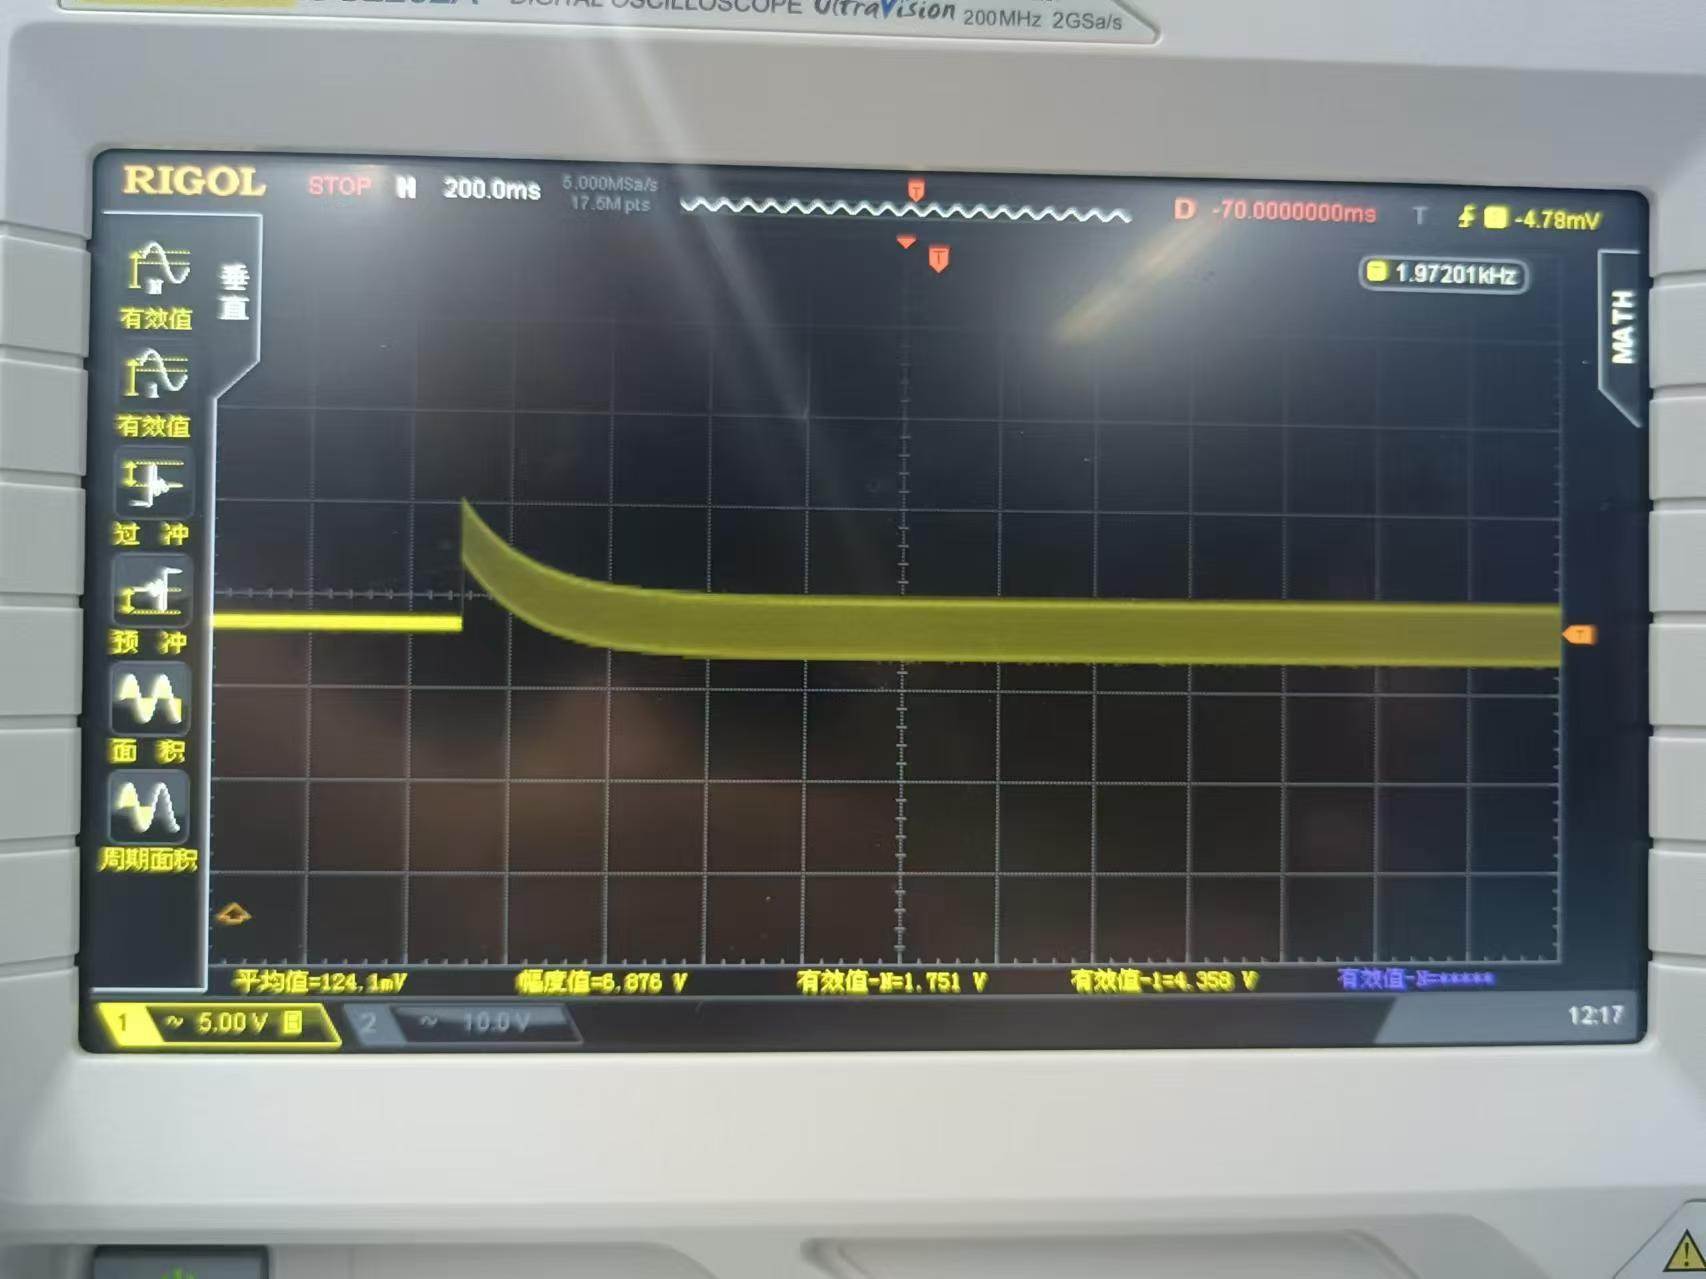 DIGITAL OSCILLOSCOPE UltraVision 200MHz 2GSa/s
RIGOL STOP H 200.0ms 5.000MSa/s 17.5M pts T D -70.0000000ms T -4.78mV
T
1.97201kHz
垂直
MATH
有效值
有效值
过冲
预冲
面积
周期面积
T
平均值=124.1mV 幅度值=6.876 V 有效值-N=1.751 V 有效值-1=4.358 V 有效值-N=*****
1 ~ 5.00 V B 2 ~ 10.0 V 12:17